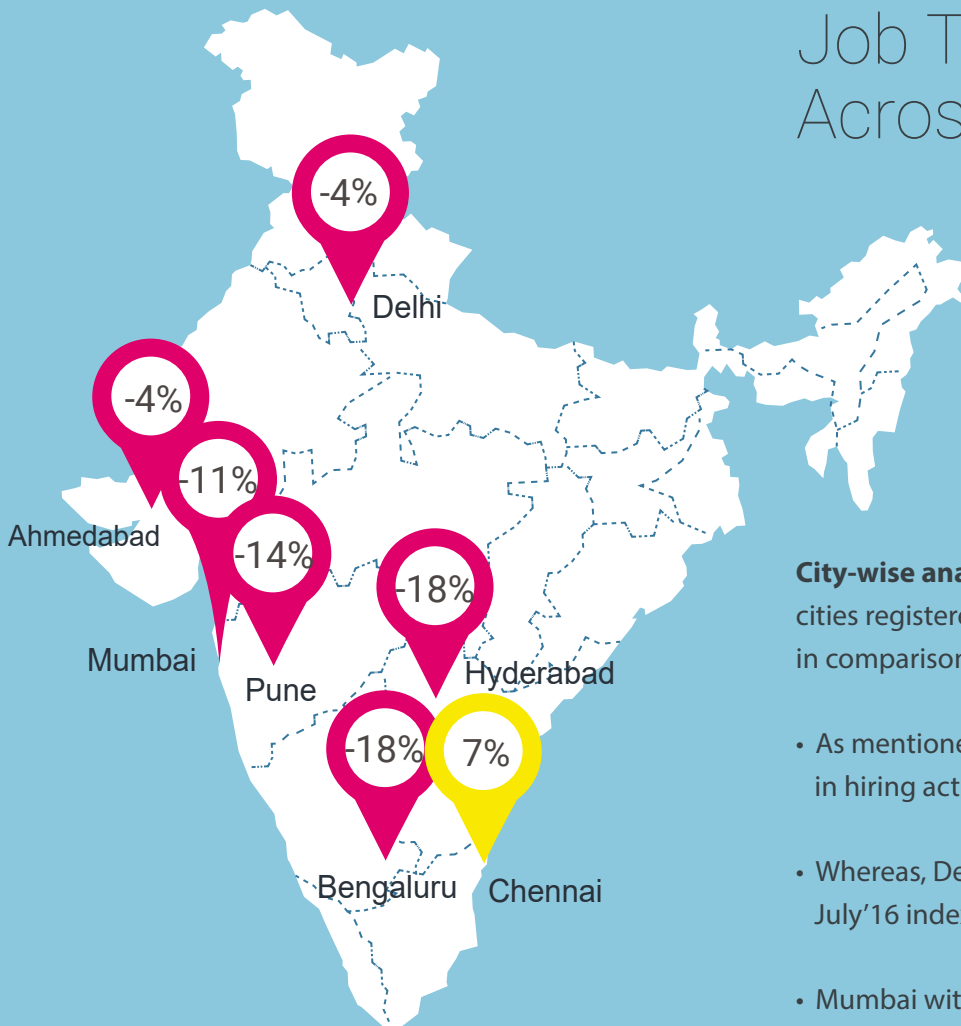 Job T
Acros
-4%
Delhi
-4%
-11%
Ahmedabad
-14%
-18%
Mumbai
Pune
Hyderabad
-18%
7%
Bengaluru
Chennai
City-wise ana
cities registere
in comparison
• As mentione
in hiring act
• Whereas, De
July'16 inde
• Mumbai wit